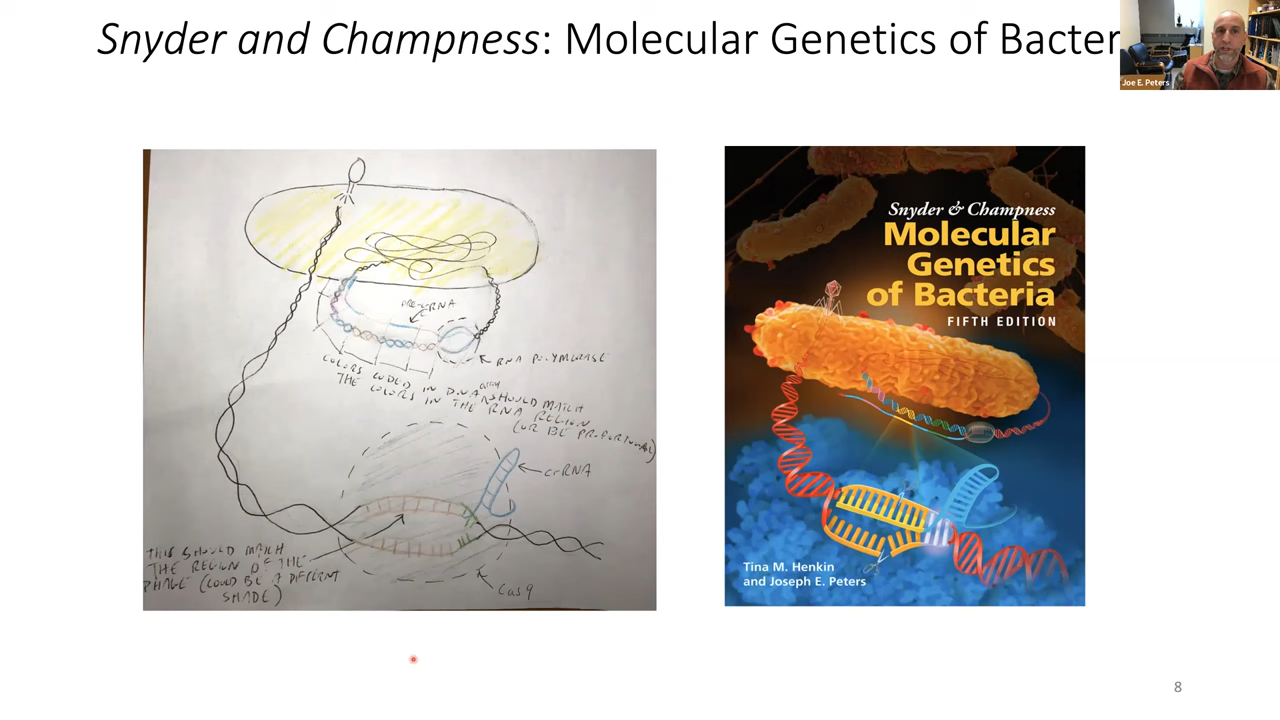 Snyder and Champness: Molecular Genetics of Bacter
Joe E. Peters
PRE-CRRNA
RNA POLYMERASE
COLORS CODED IN DNA ARRAY SHOULD MATCH
THE COLORS IN THE RNA REGION
(OR BE PROPORTIONAL)
crRNA
THIS SHOULD MATCH
THE REGION OF THE
PHAGE (COULD BE A DIFFERENT
SHADE)
Cas9
Snyder & Champness
Molecular
Genetics
of Bacteria
FIFTH EDITION
Tina M. Henkin
and Joseph E. Peters
8